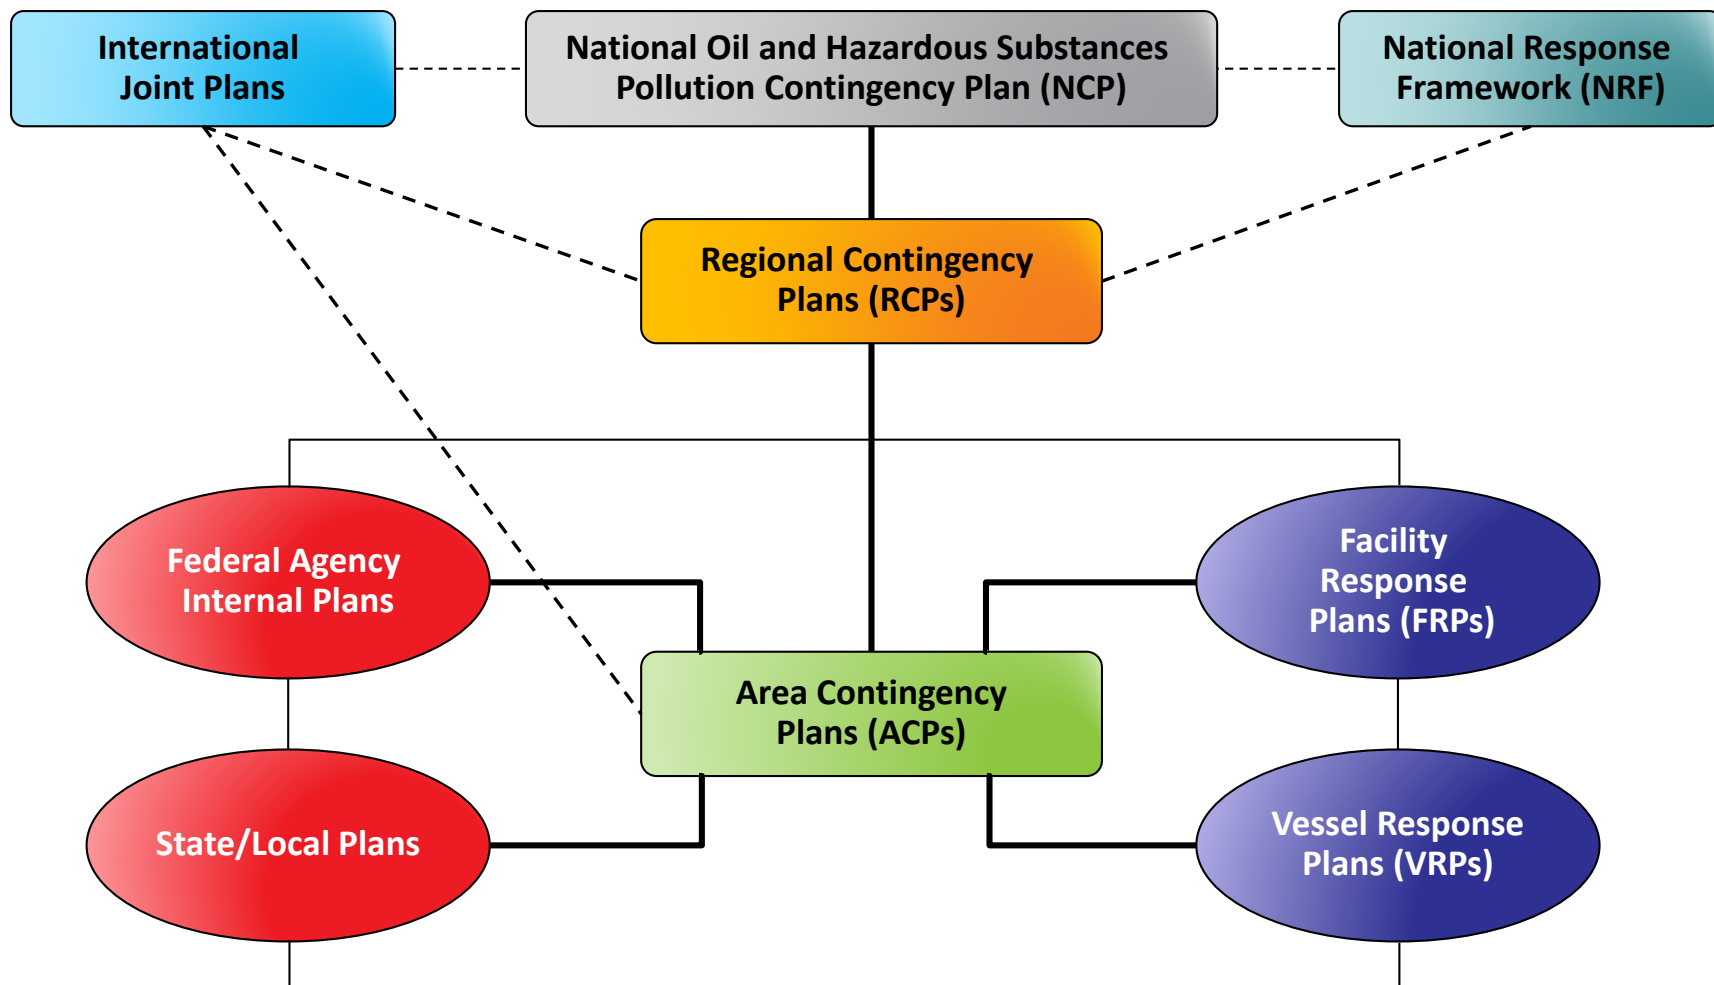 International
Joint Plans
National Oil and Hazardous Substances
Pollution Contingency Plan (NCP)
National Response
Framework (NRF)
Regional Contingency
Plans (RCPs)
Federal Agency
Internal Plans
Facility
Response
Plans (FRPs)
Area Contingency
Plans (ACPs)
State/Local Plans
Vessel Response
Plans (VRPs)